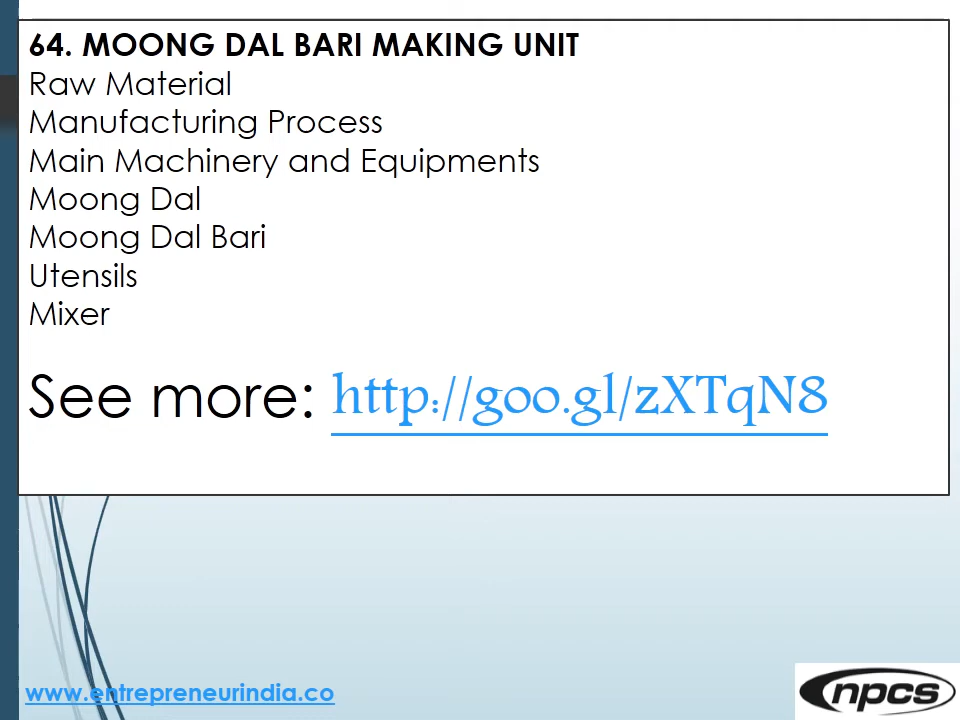 64. MOONG DAL BARI MAKING UNIT
Raw Material
Manufacturing Process
Main Machinery and Equipments
Moong Dal
Moong Dal Bari
Utensils
Mixer
See more: http://goo.gl/zXTqN8
www.entrepreneurindia.co
npcs